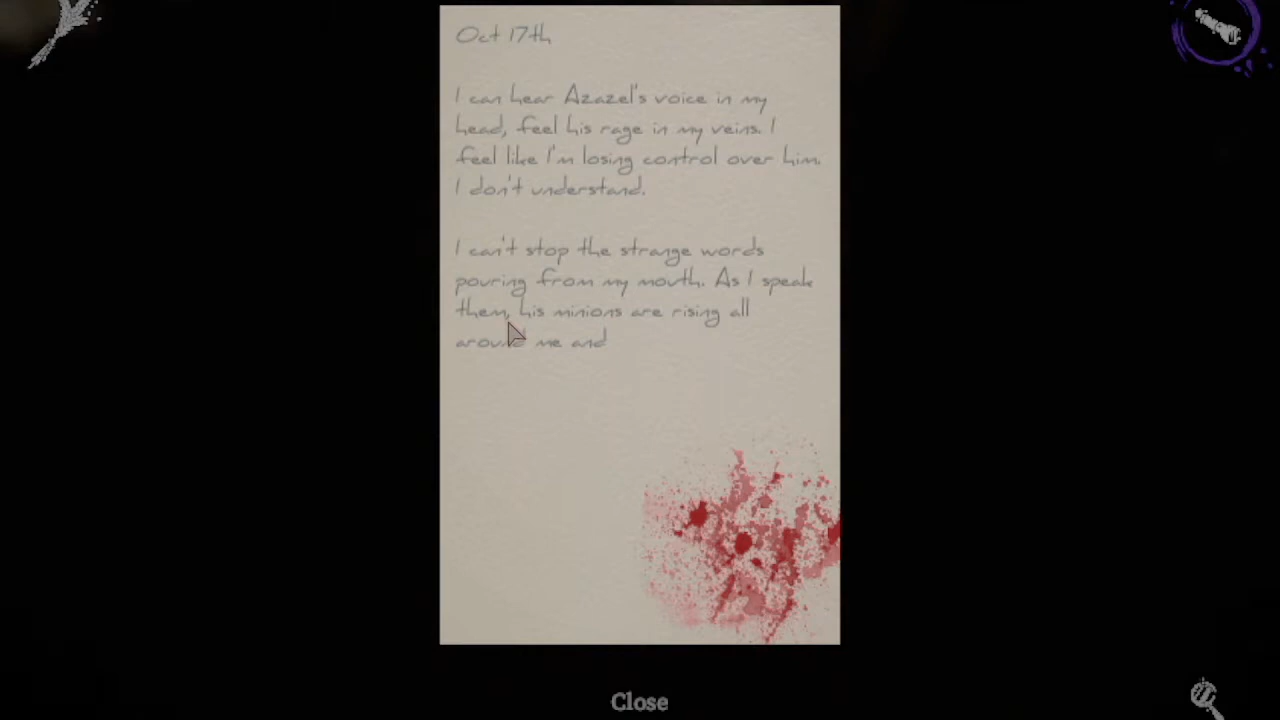 Oct 17th
I can hear Azazel's voice in my
head, feel his rage in my veins. I
feel like I'm losing control over him.
I don't understand.
I can't stop the strange words
pouring from my mouth. As I speak
them, his minions are rising all
around me and
Close